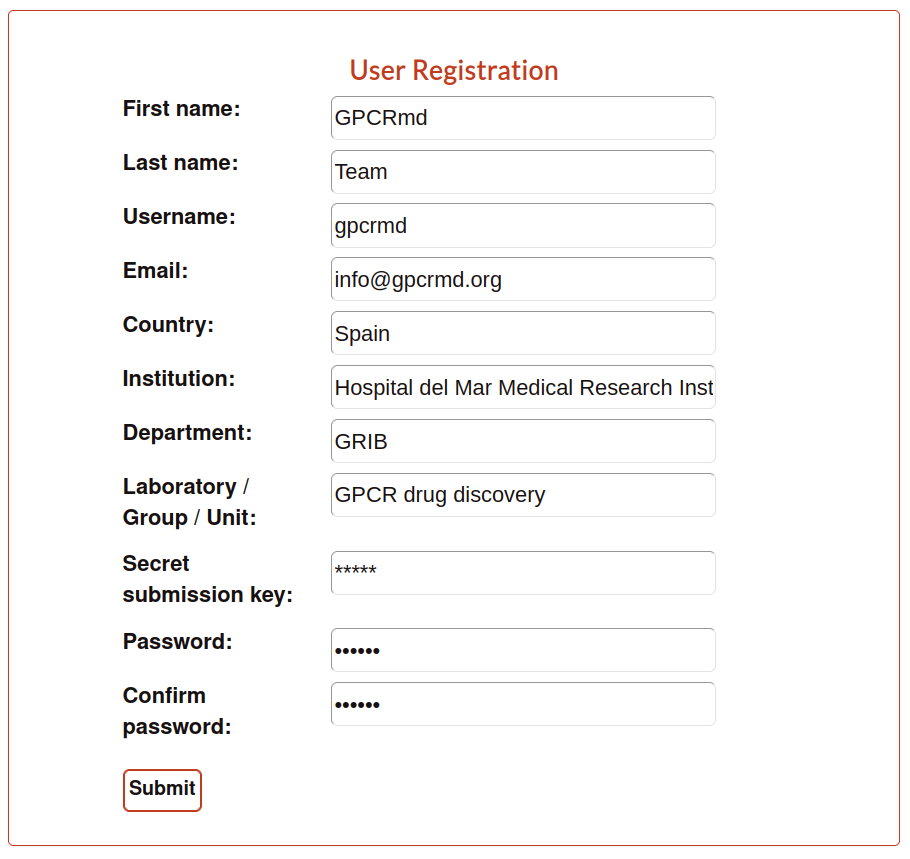 User Registration
First name: GPCRmd
Last name: Team
Username: gpcrmd
Email: info@gpcrmd.org
Country: Spain
Institution: Hospital del Mar Medical Research Inst
Department: GRIB
Laboratory / GPCR drug discovery
Group / Unit:
Secret *****
submission key:
Password: ••••••
Confirm ••••••
password:
Submit